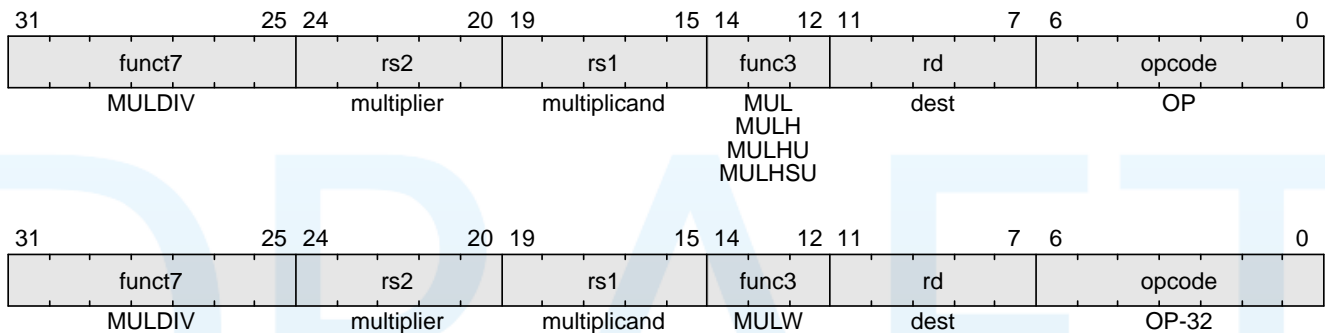 31 25 24 20 19 15 14 12 11 7 6 0
funct7 rs2 rs1 func3 rd opcode
MULDIV multiplier multiplicand MUL dest OP
MULH
MULHU
MULHSU
31 25 24 20 19 15 14 12 11 7 6 0
funct7 rs2 rs1 func3 rd opcode
MULDIV multiplier multiplicand MULW dest OP-32